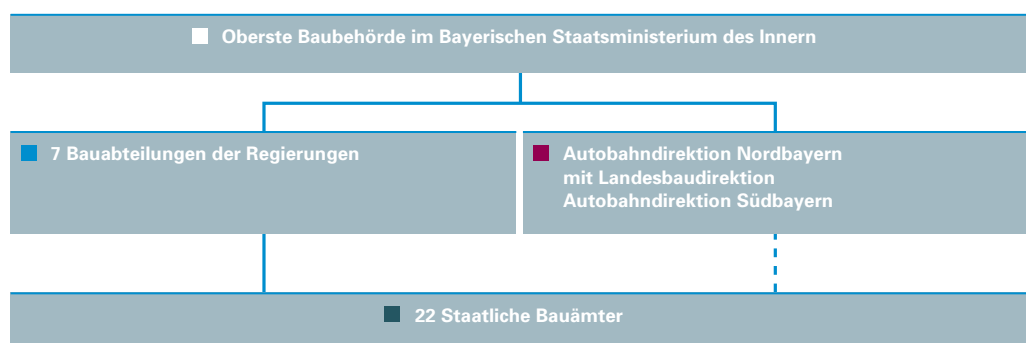 Oberste Baubehörde im Bayerischen Staatsministerium des Innern
7 Bauabteilungen der Regierungen
Autobahndirektion Nordbayern
mit Landesbaudirektion
Autobahndirektion Südbayern
22 Staatliche Bauämter